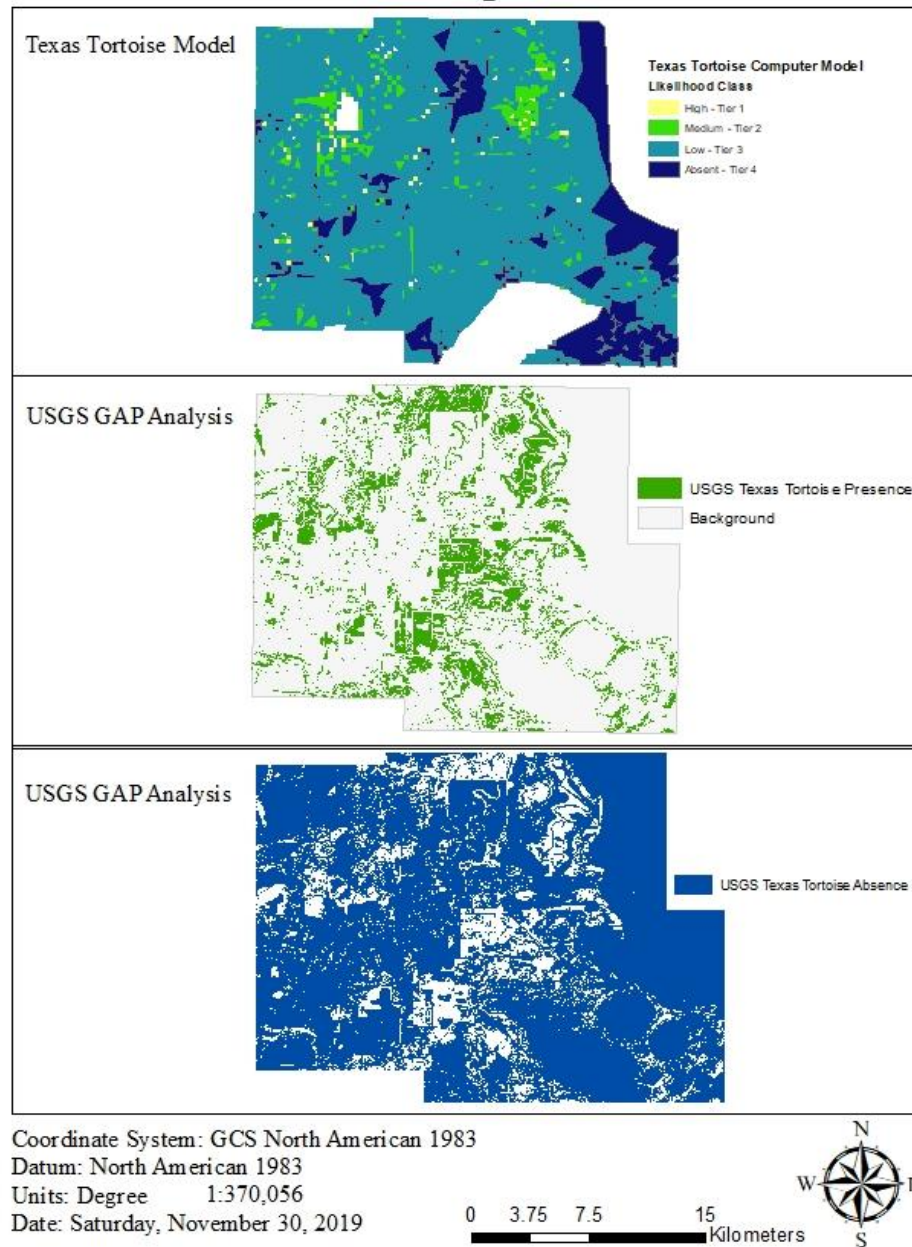 Texas Tortoise Model
Texas Tortoise Computer Model
Likelihood Class
High - Tier 1
Medium - Tier 2
Low - Tier 3
Absent - Tier 4
USGS GAP Analysis
USGS Texas Tortoise Presence
Background
USGS GAP Analysis
USGS Texas Tortoise Absence
Coordinate System: GCS North American 1983
Datum: North American 1983
Units: Degree 1:370,056
Date: Saturday, November 30, 2019
0 3.75 7.5 15
Kilometers
N
W
S